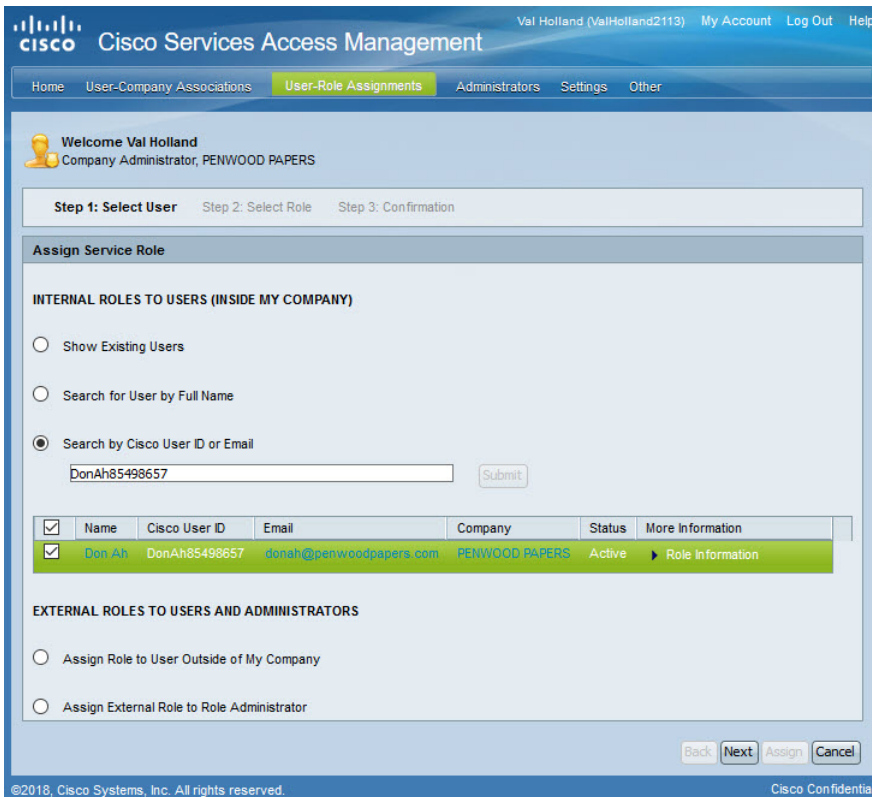 Val Holland (ValHolland2113) My Account Log Out Help
CISCO Cisco Services Access Management
Home User-Company Associations User-Role Assignments Administrators Settings Other
Welcome Val Holland
Company Administrator, PENWOOD PAPERS
Step 1: Select User Step 2: Select Role Step 3: Confirmation
Assign Service Role
INTERNAL ROLES TO USERS (INSIDE MY COMPANY)
Show Existing Users
Search for User by Full Name
Search by Cisco User ID or Email
DonAh85498657 Submit
Name Cisco User ID Email Company Status More Information
Don Ah DonAh85498657 donah@penwoodpapers.com PENWOOD PAPERS Active Role Information
EXTERNAL ROLES TO USERS AND ADMINISTRATORS
Assign Role to User Outside of My Company
Assign External Role to Role Administrator
Back Next Assign Cancel
©2018, Cisco Systems, Inc. All rights reserved. Cisco Confidentia